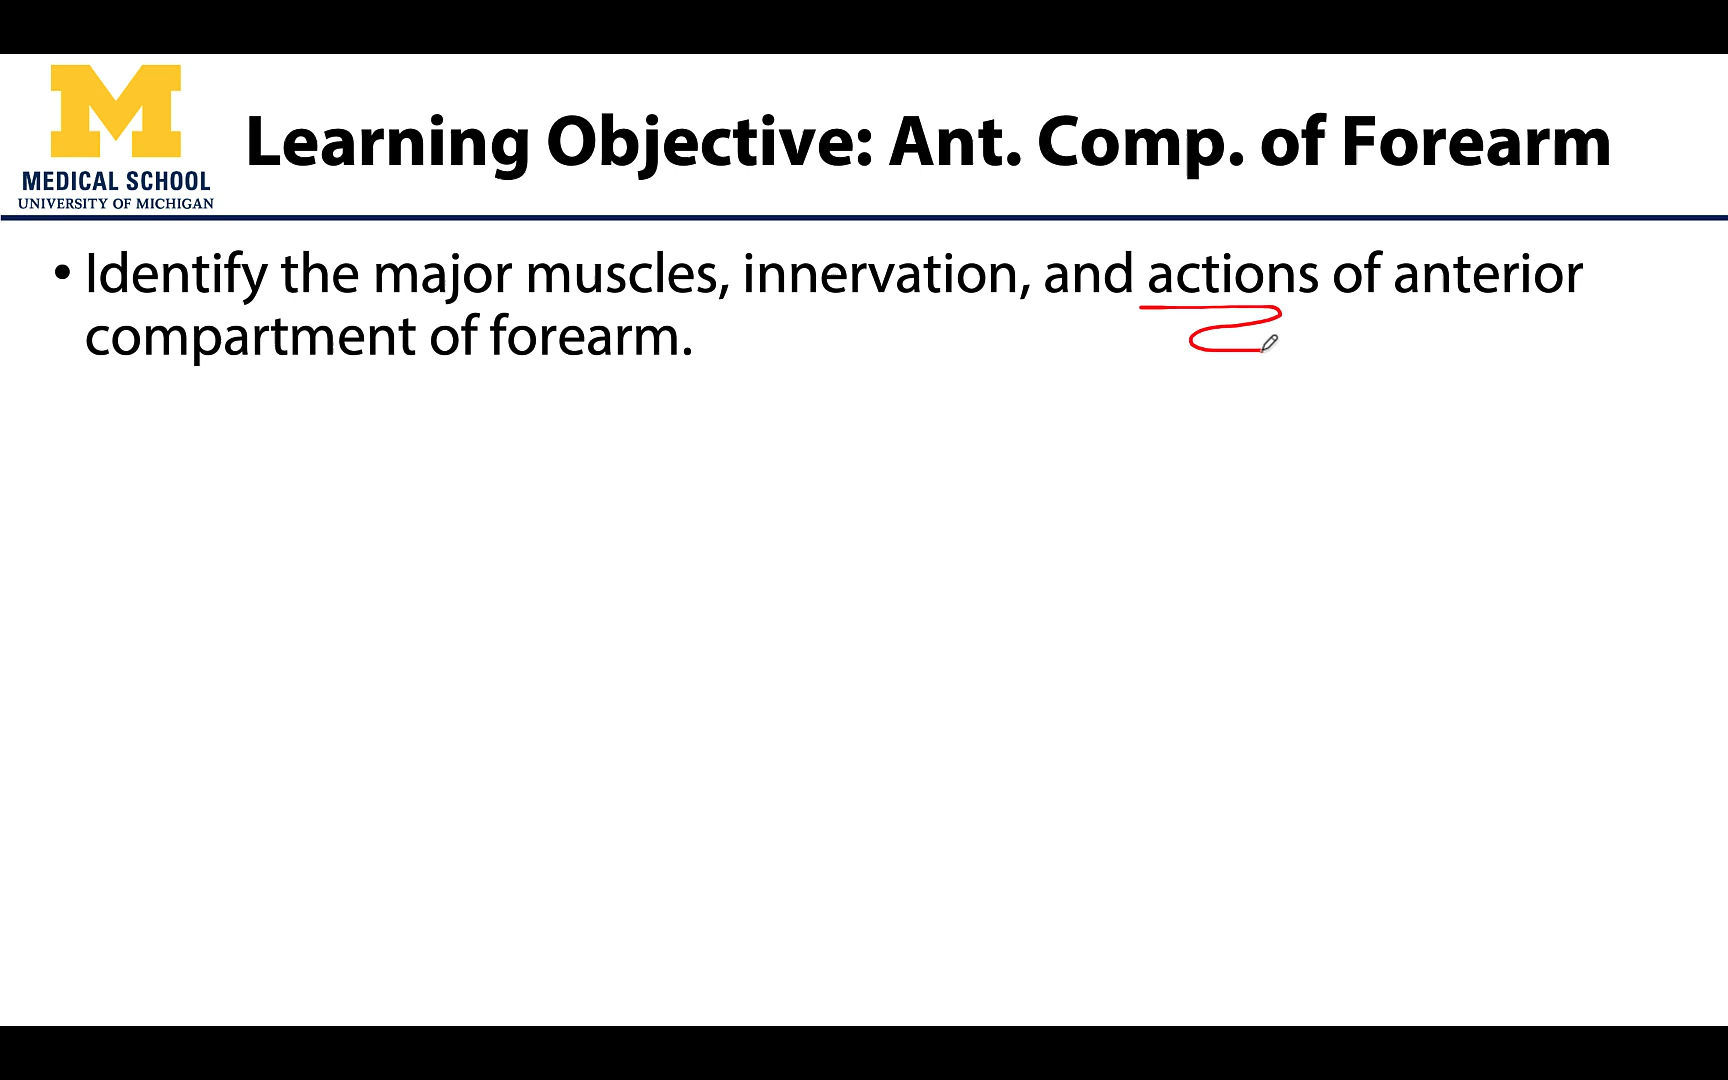 M
MEDICAL SCHOOL
UNIVERSITY OF MICHIGAN
Learning Objective: Ant. Comp. of Forearm
• Identify the major muscles, innervation, and actions of anterior
compartment of forearm.